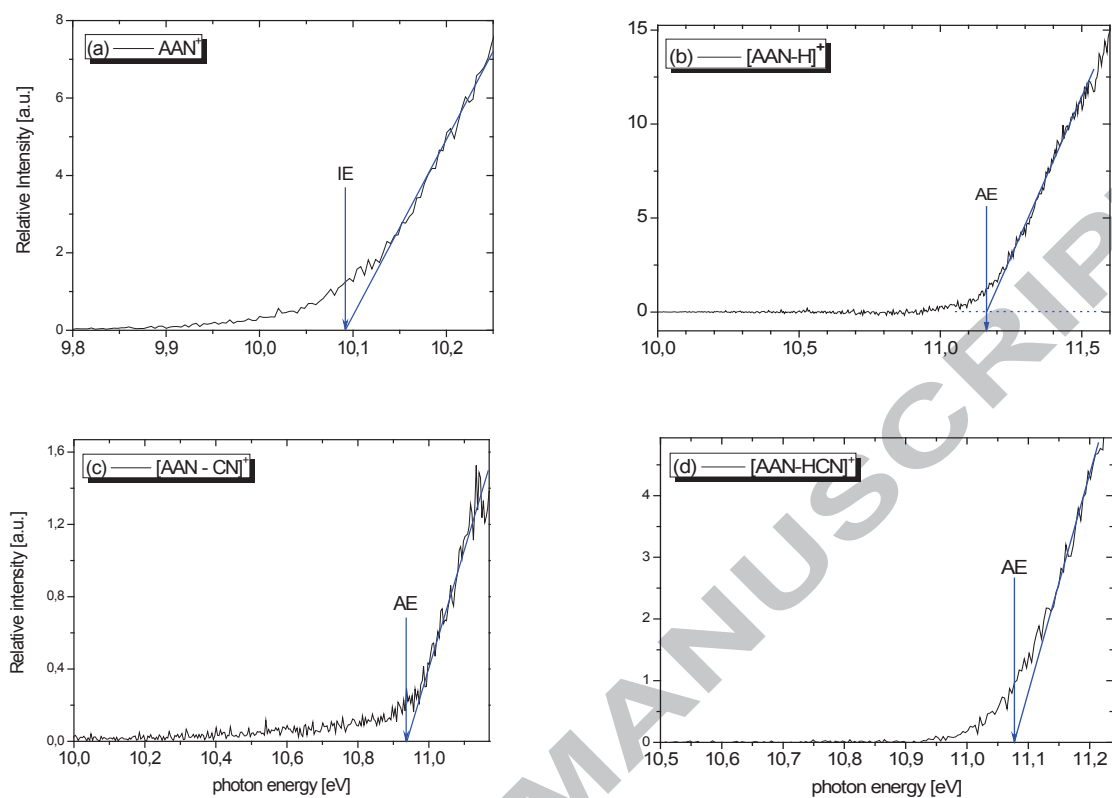 (a) — AAN+
Relative Intensity [a.u.]
8
6
4
2
0
IE
9,8 9,9 10,0 10,1 10,2
(b) — [AAN-H]+
15
10
5
0
AE
10,0 10,5 11,0 11,5
(c) — [AAN - CN]+
Relative intensity [a.u.]
1,6
1,2
0,8
0,4
0,0
AE
10,0 10,2 10,4 10,6 10,8 11,0
photon energy [eV]
(d) — [AAN-HCN]+
4
3
2
1
0
AE
10,5 10,6 10,7 10,8 10,9 11,0 11,1 11,2
photon energy [eV]
MANUSCRIP